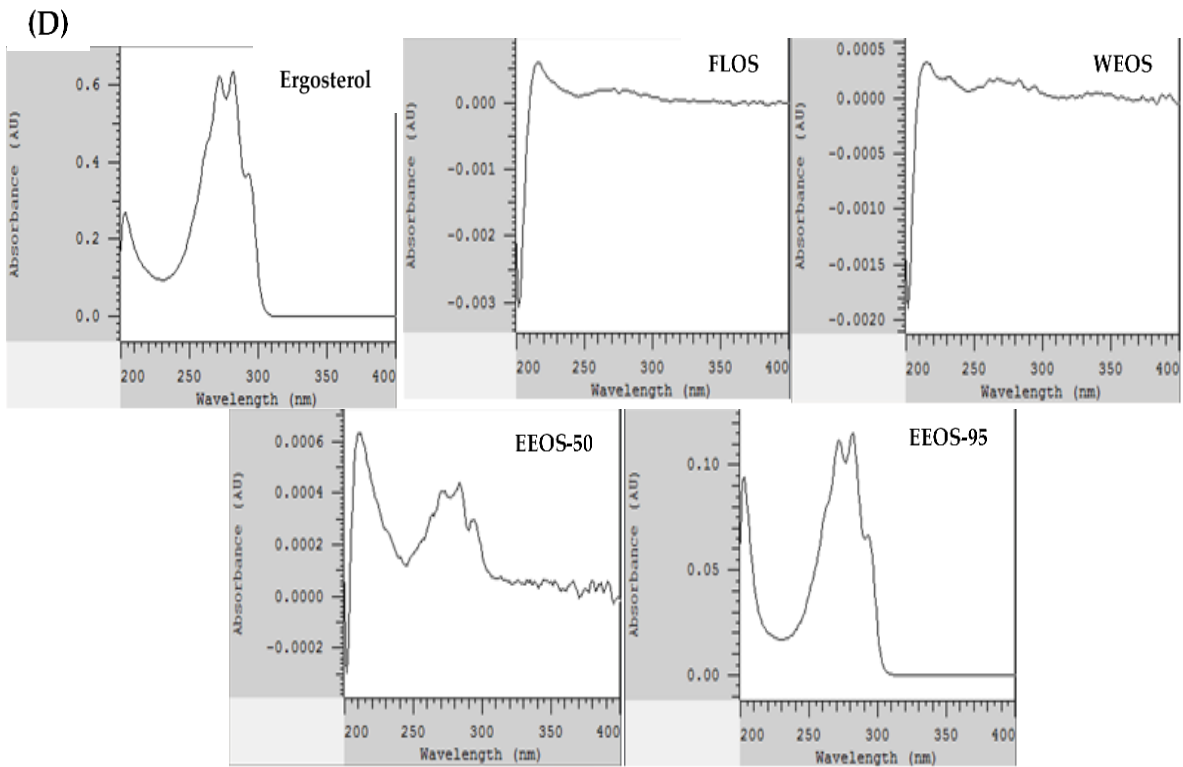 (D)
Ergosterol
Absorbance (AU)
0.6
0.4
0.2
0.0
200 250 300 350 400
Wavelength (nm)
FLOS
Absorbance (AU)
0.000
-0.001
-0.002
-0.003
200 250 300 350 400
Wavelength (nm)
WEOS
Absorbance (AU)
0.0005
0.0000
-0.0005
-0.0010
-0.0015
-0.0020
200 250 300 350 400
Wavelength (nm)
EEOS-50
Absorbance (AU)
0.0006
0.0004
0.0002
0.0000
-0.0002
200 250 300 350 400
Wavelength (nm)
EEOS-95
Absorbance (AU)
0.10
0.05
0.00
200 250 300 350 400
Wavelength (nm)